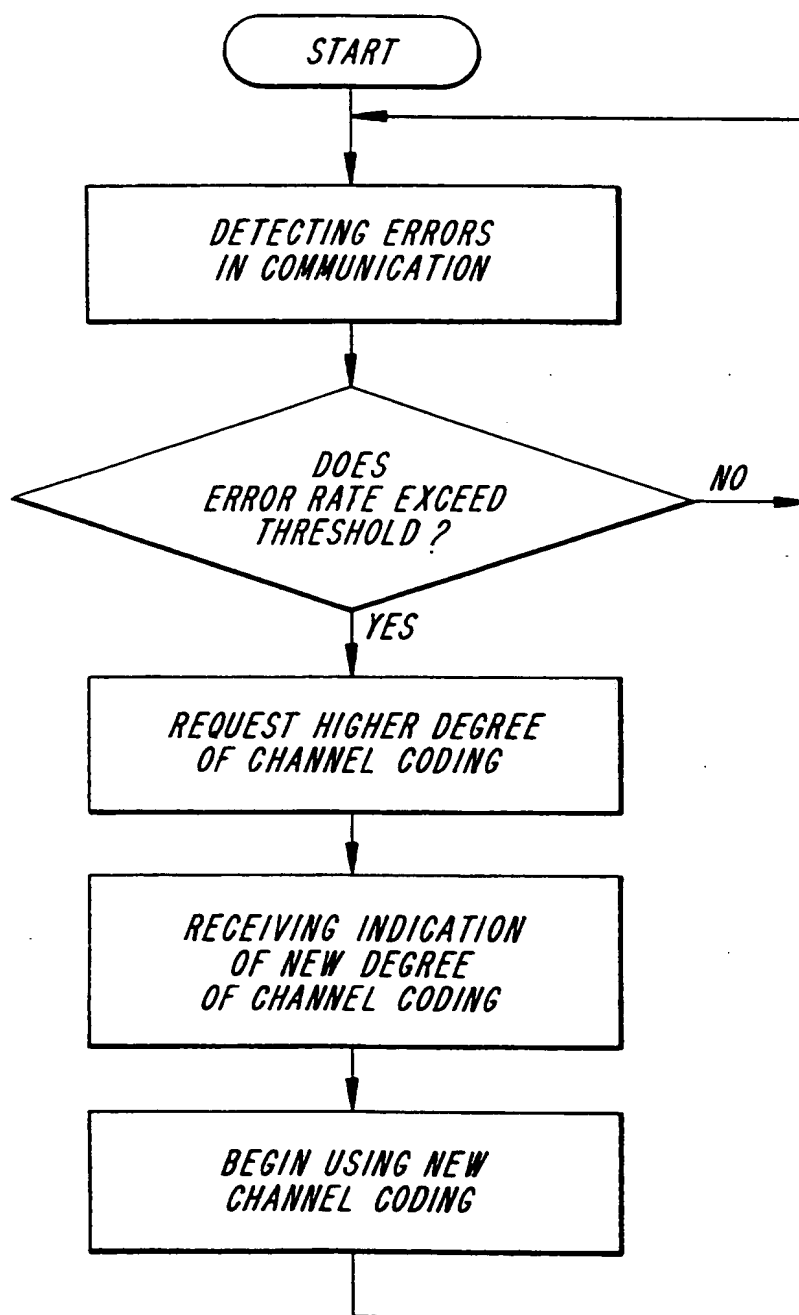 START
DETECTING ERRORS
IN COMMUNICATION
DOES
ERROR RATE EXCEED
THRESHOLD ?
NO
YES
REQUEST HIGHER DEGREE
OF CHANNEL CODING
RECEIVING INDICATION
OF NEW DEGREE
OF CHANNEL CODING
BEGIN USING NEW
CHANNEL CODING